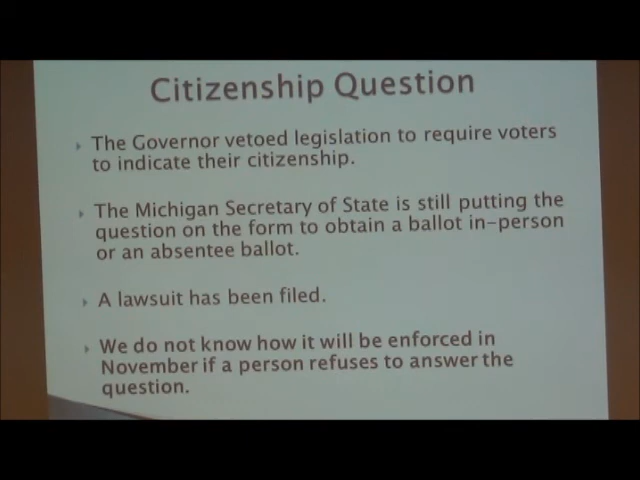 Citizenship Question
The Governor vetoed legislation to require voters
to indicate their citizenship.
The Michigan Secretary of State is still putting the
question on the form to obtain a ballot in-person
or an absentee ballot.
A lawsuit has been filed.
We do not know how it will be enforced in
November if a person refuses to answer the
question.